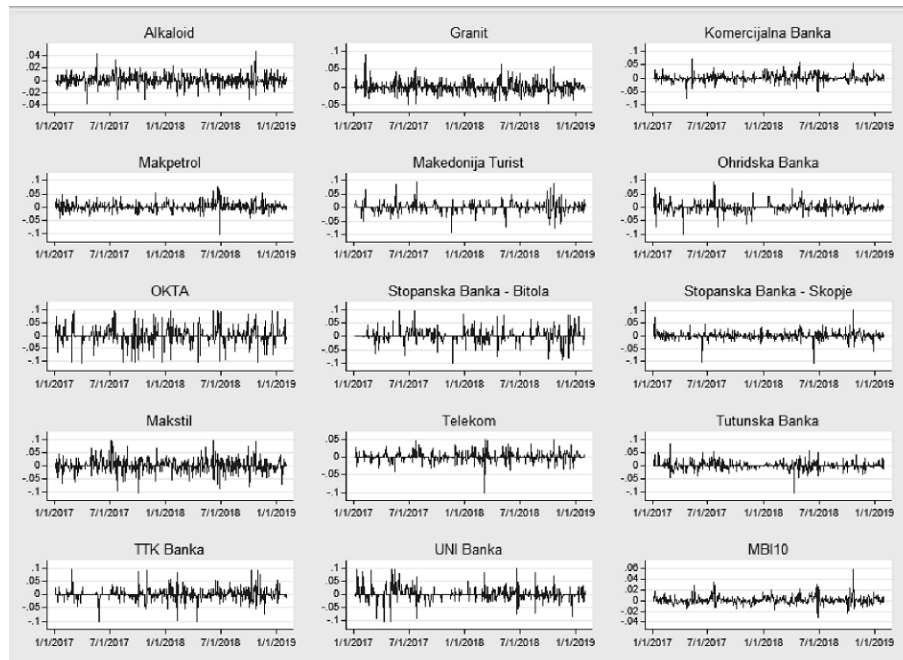 Alkaloid Granit Komercijalna Banka
.04 .1 .1
.02 .05 .05
0 0 0
-.02 -.05 -.05
-.04 -.1
1/1/2017 7/1/2017 1/1/2018 7/1/2018 1/1/2019 1/1/2017 7/1/2017 1/1/2018 7/1/2018 1/1/2019 1/1/2017 7/1/2017 1/1/2018 7/1/2018 1/1/2019
Makpetrol Makedonija Turist Ohridska Banka
.1 .1 .1
.05 .05 .05
0 0 0
-.05 -.05 -.05
-.1 -.1 -.1
1/1/2017 7/1/2017 1/1/2018 7/1/2018 1/1/2019 1/1/2017 7/1/2017 1/1/2018 7/1/2018 1/1/2019 1/1/2017 7/1/2017 1/1/2018 7/1/2018 1/1/2019
OKTA Stopanska Banka - Bitola Stopanska Banka - Skopje
.1 .1 .1
.05 .05 .05
0 0 0
-.05 -.05 -.05
-.1 -.1 -.1
1/1/2017 7/1/2017 1/1/2018 7/1/2018 1/1/2019 1/1/2017 7/1/2017 1/1/2018 7/1/2018 1/1/2019 1/1/2017 7/1/2017 1/1/2018 7/1/2018 1/1/2019
Makstil Telekom Tutunska Banka
.1 .05 .1
.05 0 .05
0 -.05 0
-.05 -.1 -.05
-.1 -.1
1/1/2017 7/1/2017 1/1/2018 7/1/2018 1/1/2019 1/1/2017 7/1/2017 1/1/2018 7/1/2018 1/1/2019 1/1/2017 7/1/2017 1/1/2018 7/1/2018 1/1/2019
TTK Banka UNI Banka MBI10
.1 .1 .06
.05 .05 .04
0 0 .02
-.05 -.05 0
-.1 -.1 -.02
-.04
1/1/2017 7/1/2017 1/1/2018 7/1/2018 1/1/2019 1/1/2017 7/1/2017 1/1/2018 7/1/2018 1/1/2019 1/1/2017 7/1/2017 1/1/2018 7/1/2018 1/1/2019